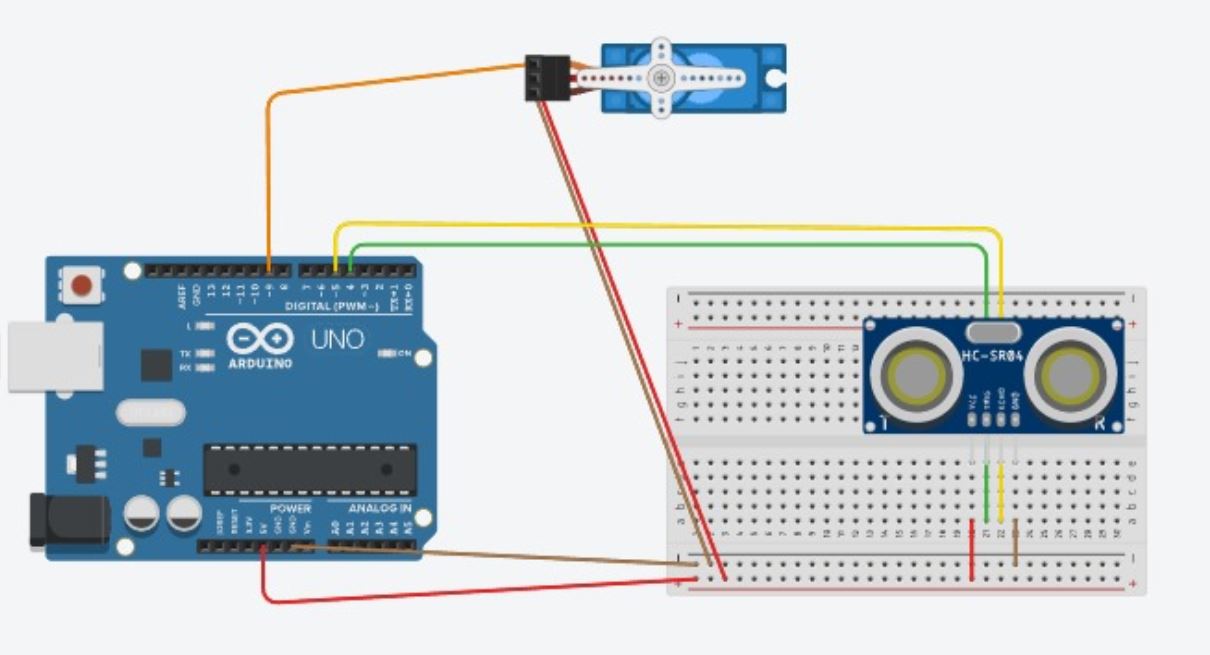 AREF
GND
13
12
~11
~10
~9
8
7
~6
~5
4
~3
2
TX→1
RX←0
DIGITAL (PWM~)
L
TX
RX
UNO
ARDUINO
ON
HC-SR04
VCC
TRIG
ECHO
GND
T
R
POWER
ANALOG IN
IOREF
RESET
3.3V
5V
GND
GND
Vin
A0
A1
A2
A3
A4
A5